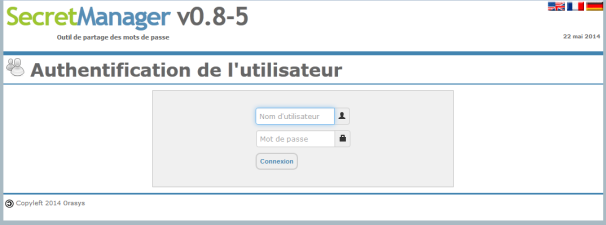 SecretManager v0.8-5
Outil de partage des mots de passe
22 mai 2014
Authentification de l'utilisateur
Nom d'utilisateur
Mot de passe
Connexion
Copyleft 2014 Orasys